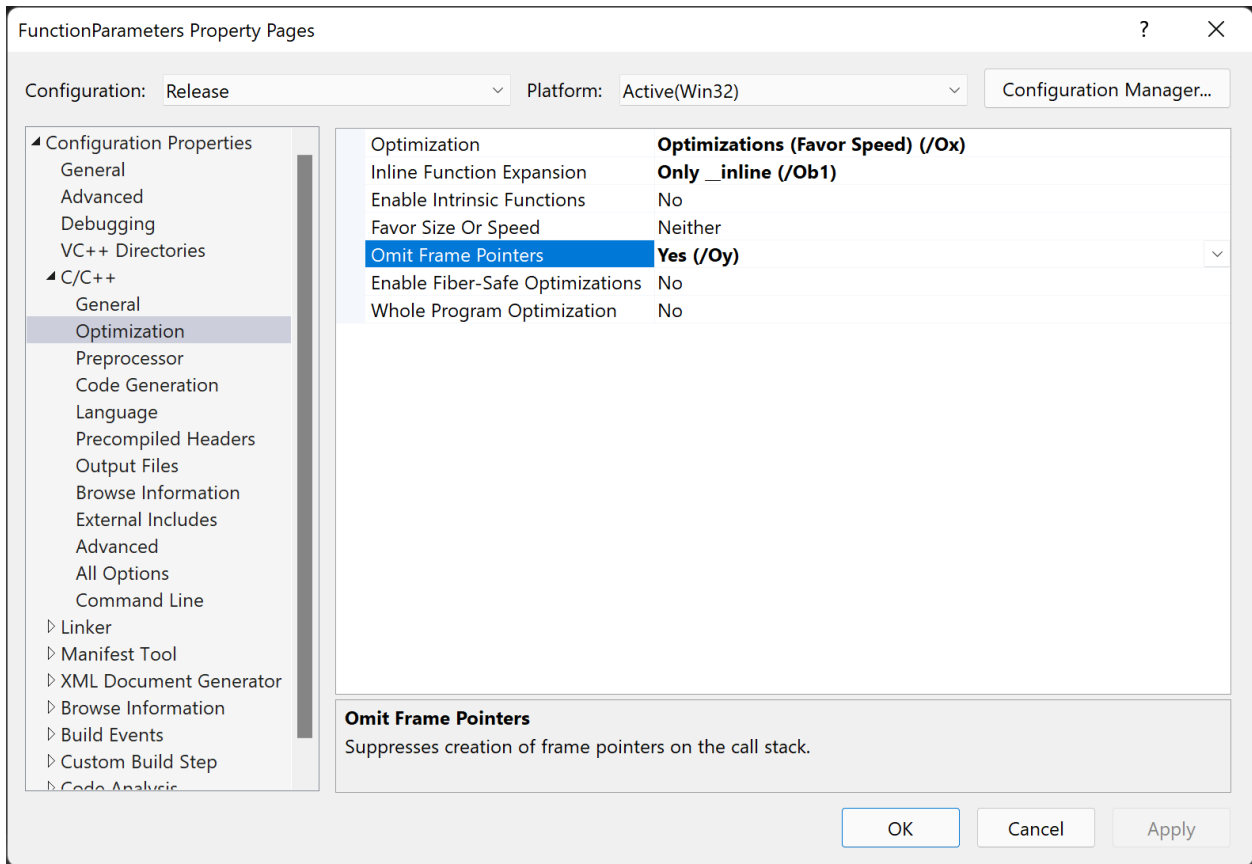 FunctionParameters Property Pages
?
Configuration: Release Platform: Active(Win32) Configuration Manager...
Configuration Properties
General
Advanced
Debugging
VC++ Directories
C/C++
General
Optimization
Preprocessor
Code Generation
Language
Precompiled Headers
Output Files
Browse Information
External Includes
Advanced
All Options
Command Line
Linker
Manifest Tool
XML Document Generator
Browse Information
Build Events
Custom Build Step
Code Analysis
Optimization Optimizations (Favor Speed) (/Ox)
Inline Function Expansion Only __inline (/Ob1)
Enable Intrinsic Functions No
Favor Size Or Speed Neither
Omit Frame Pointers Yes (/Oy)
Enable Fiber-Safe Optimizations No
Whole Program Optimization No
Omit Frame Pointers
Suppresses creation of frame pointers on the call stack.
OK Cancel Apply